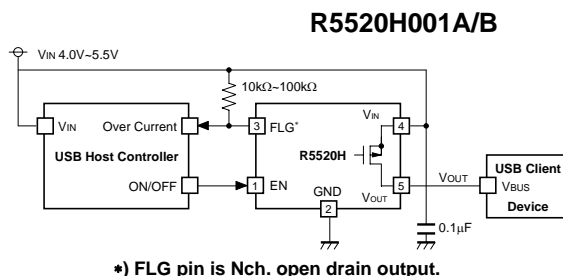 R5520H001A/B
VIN 4.0V~5.5V
10kΩ~100kΩ
VIN
Over Current
3
FLG*
VIN
4
USB Host Controller
R5520H
USB Client
ON/OFF
1
EN
GND
VOUT
5
VOUT
VBUS
2
Device
0.1µF
*) FLG pin is Nch. open drain output.